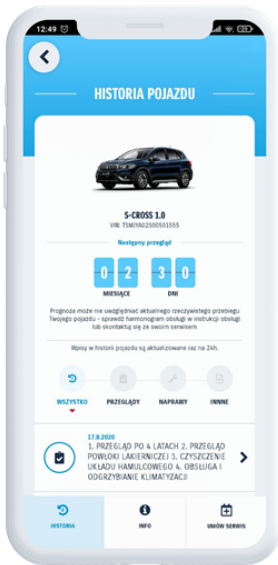 12:49
HISTORIA POJAZDU
S-CROSS 1.0
VIN: TSMJYA02S00501555
Następny przegląd
0 2 3 0
MIESIĄCE DNI
Prognoza może nie uwzględniać aktualnego rzeczywistego przebiegu
Twojego pojazdu - sprawdź harmonogram obsługi w instrukcji obsługi
lub skontaktuj się ze swoim serwisem
Wpisy w historii pojazdu są aktualizowane raz na 24h.
WSZYSTKO PRZEGLĄDY NAPRAWY INNNE
17.8.2020
1. PRZEGLĄD PO 4 LATACH 2. PRZEGLĄD
POWŁOKI LAKIERNICZEJ 3. CZYSZCZENIE
UKŁADU HAMULCOWEGO 4. OBSŁUGA I
ODGRZYBIANIE KLIMATYZACJI
HISTORIA INFO UMÓW SERWIS